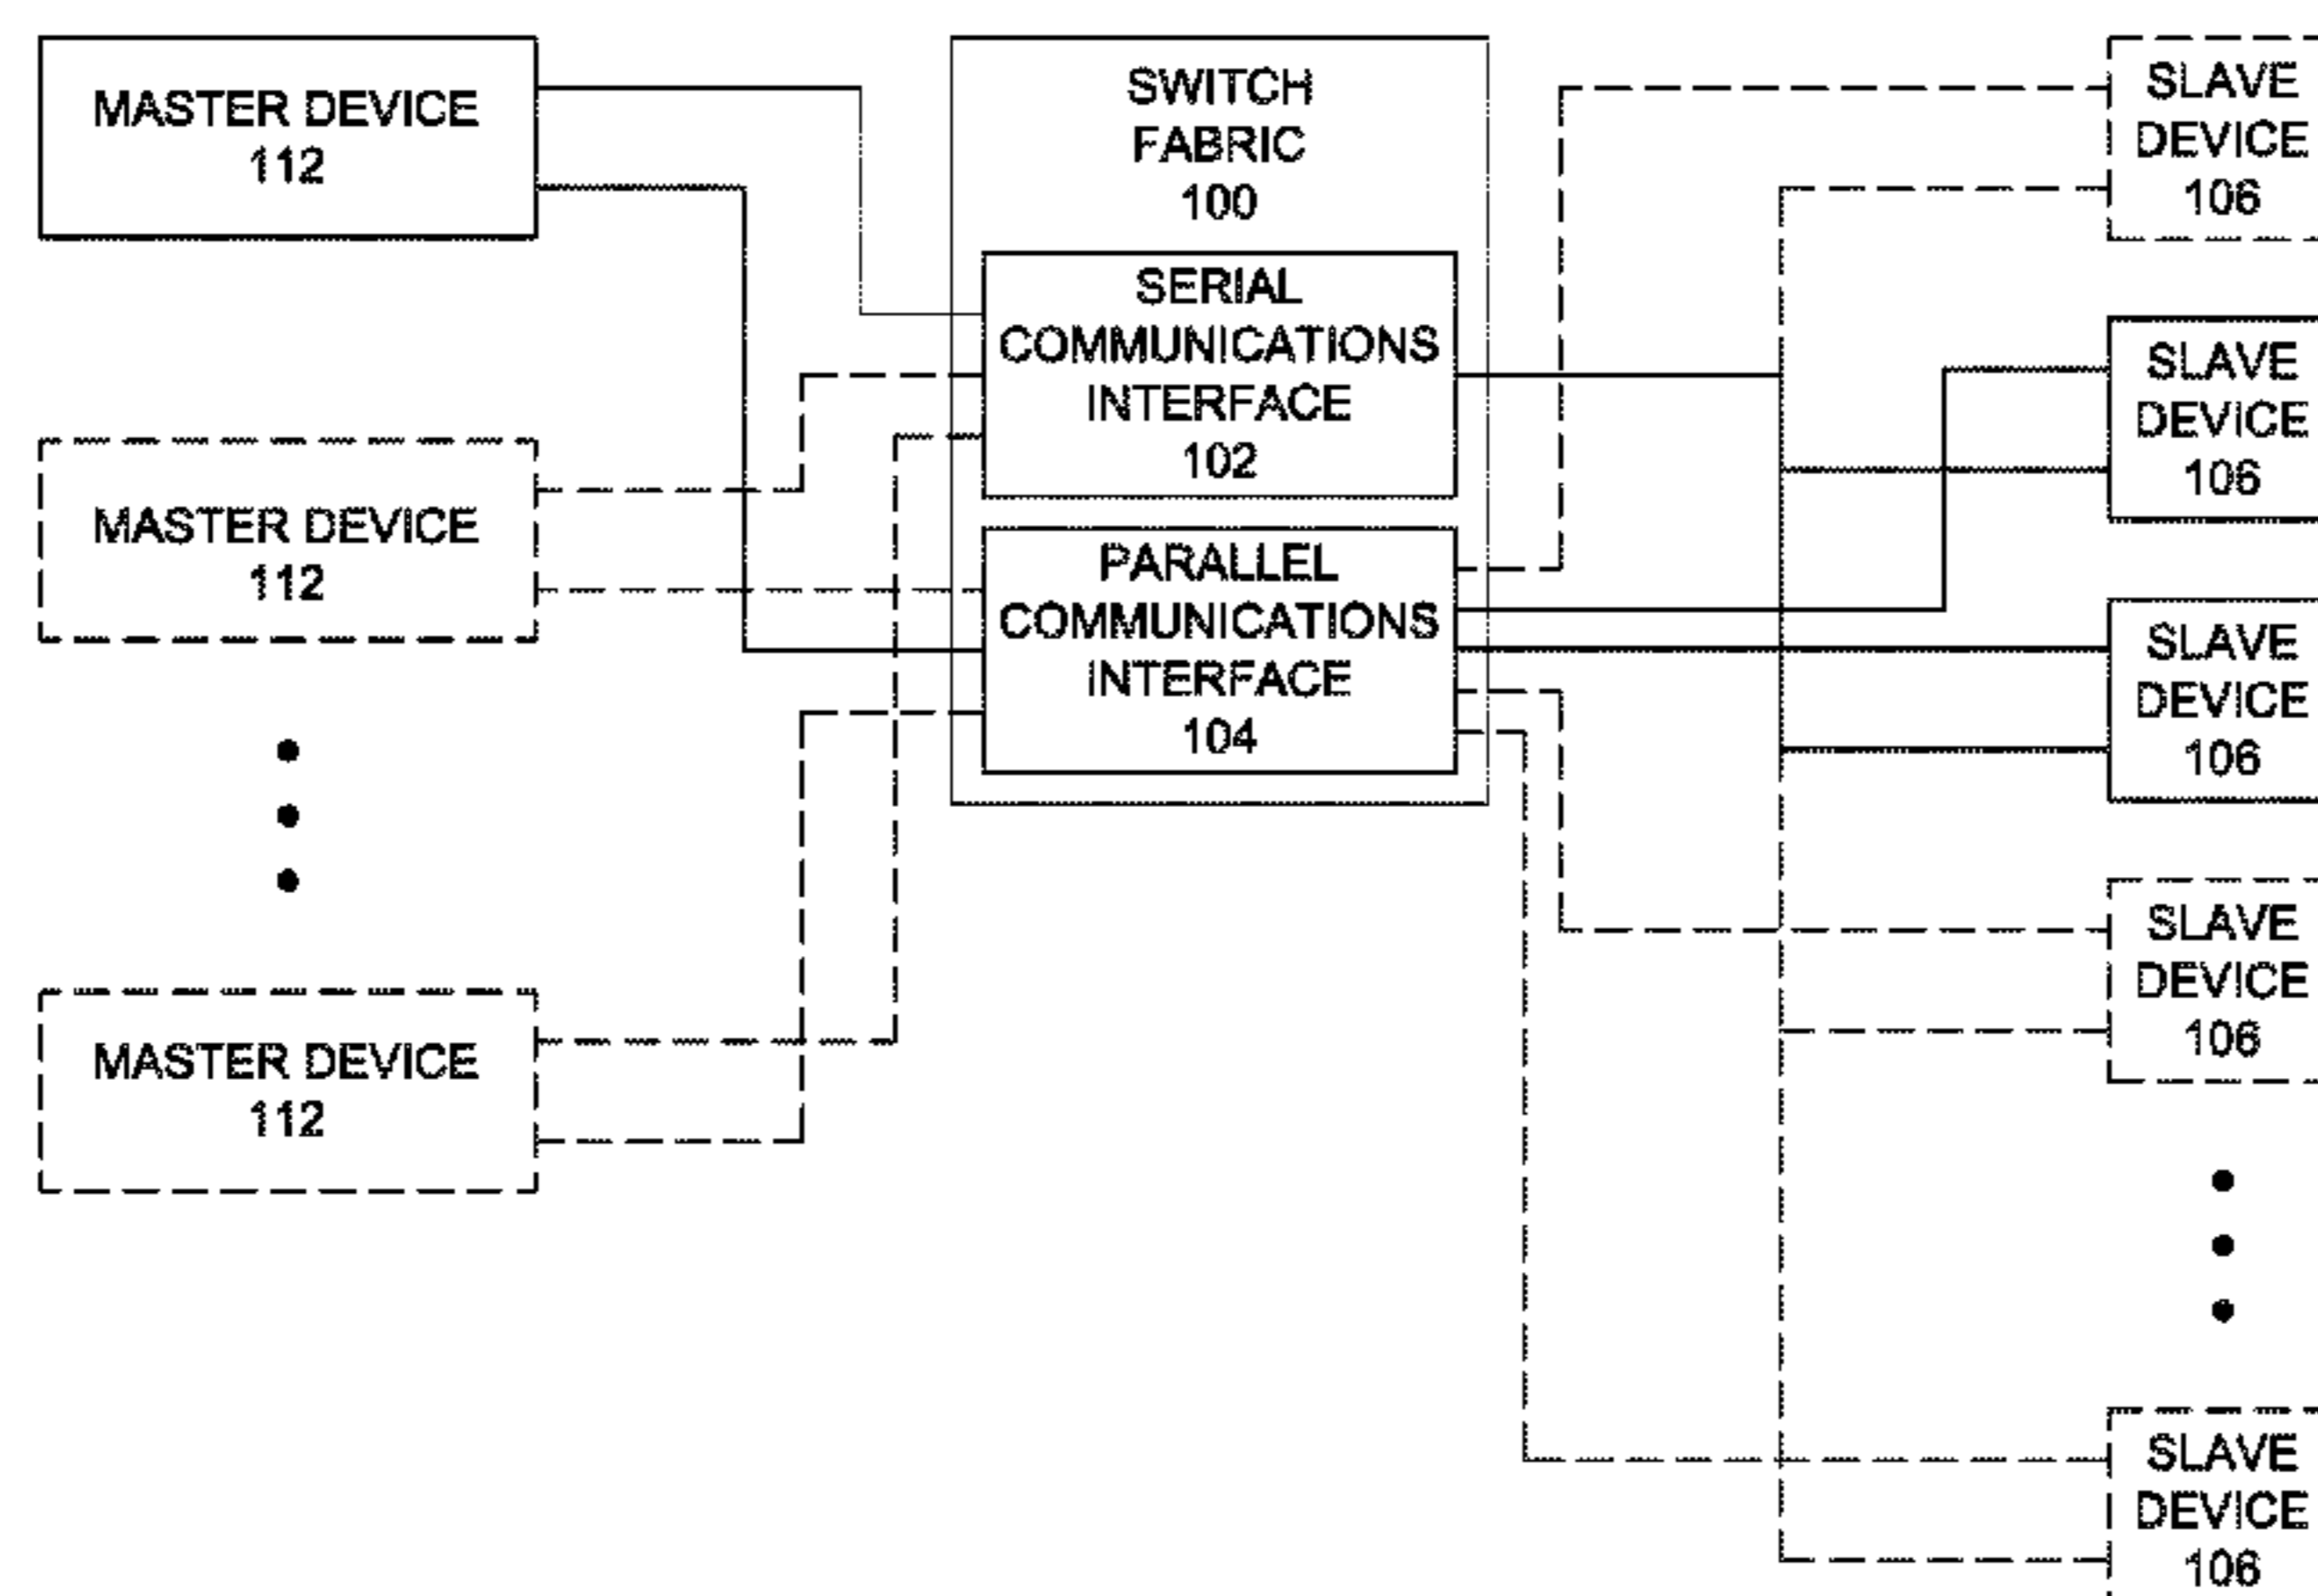 MASTER DEVICE
112
MASTER DEVICE
112
MASTER DEVICE
112
SWITCH
FABRIC
100
SERIAL
COMMUNICATIONS
INTERFACE
102
PARALLEL
COMMUNICATIONS
INTERFACE
104
SLAVE
DEVICE
106
SLAVE
DEVICE
106
SLAVE
DEVICE
106
SLAVE
DEVICE
106
SLAVE
DEVICE
106